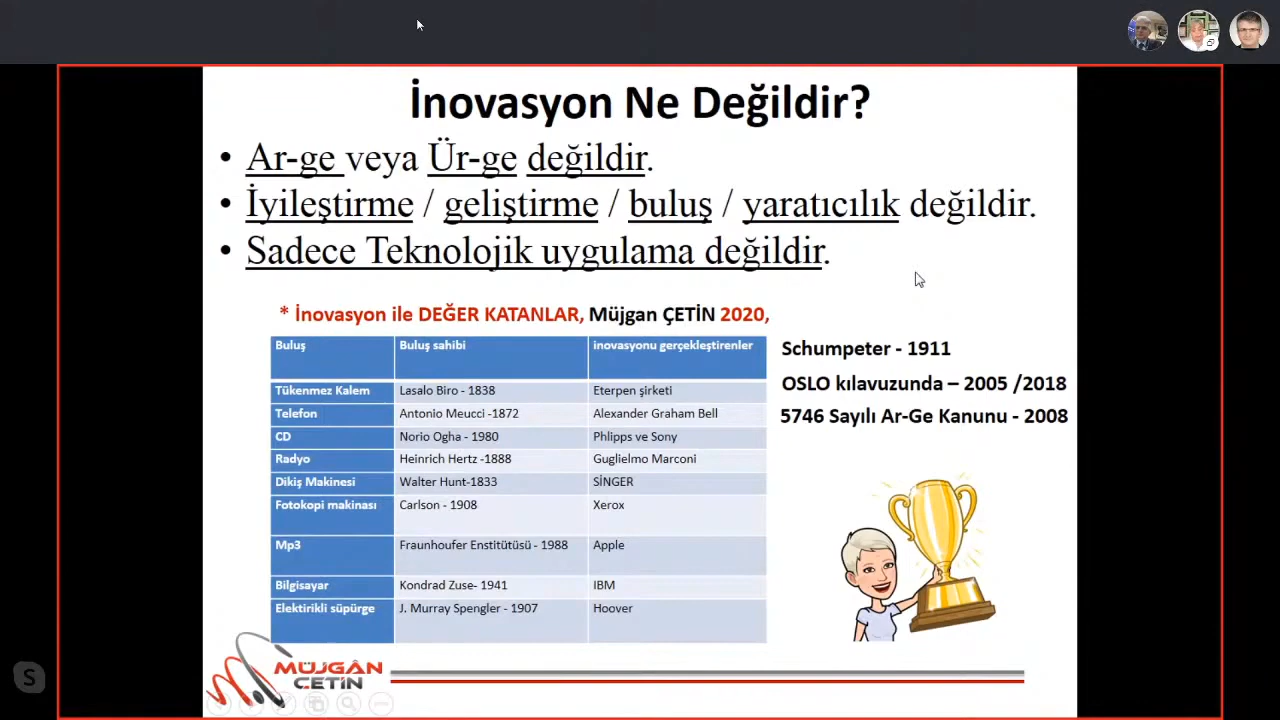 İnovasyon Ne Değildir?
• Ar-ge veya Ür-ge değildir.
• İyileştirme / geliştirme / buluş / yaratıcılık değildir.
• Sadece Teknolojik uygulama değildir.
* İnovasyon ile DEĞER KATANLAR, Müjgan ÇETİN 2020,
Buluş Buluş sahibi inovasyonu gerçekleştirenler
Tükenmez Kalem Lasalo Biro - 1838 Eterpen şirketi
Telefon Antonio Meucci -1872 Alexander Graham Bell
CD Norio Ogha - 1980 Phlipps ve Sony
Radyo Heinrich Hertz -1888 Guglielmo Marconi
Dikiş Makinesi Walter Hunt-1833 SİNGER
Fotokopi makinası Carlson - 1908 Xerox
Mp3 Fraunhoufer Enstitütüsü - 1988 Apple
Bilgisayar Kondrad Zuse- 1941 IBM
Elektirikli süpürge J. Murray Spengler - 1907 Hoover
Schumpeter - 1911
OSLO kılavuzunda – 2005 /2018
5746 Sayılı Ar-Ge Kanunu - 2008
MÜJGÂN
ÇETİN
S